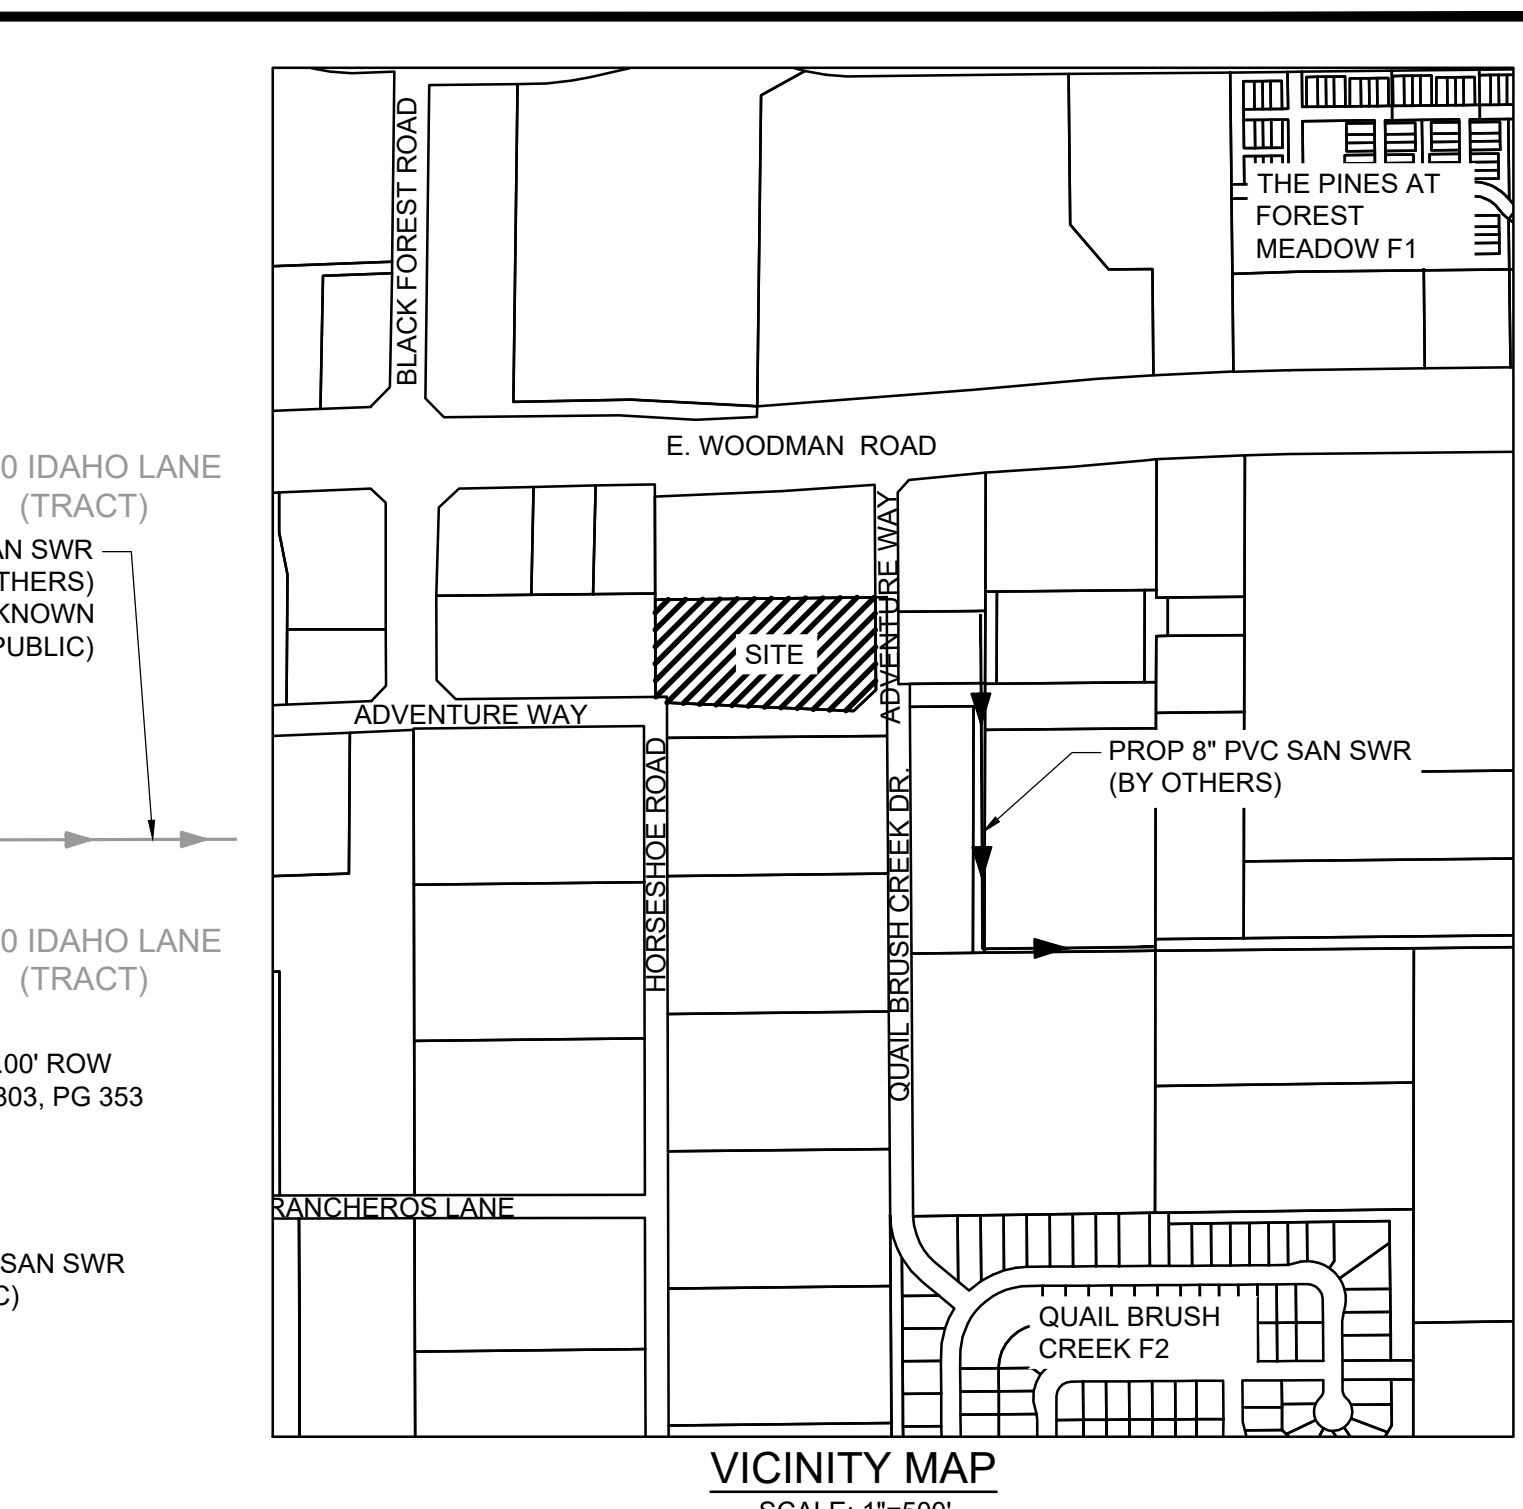 0 IDAHO LANE
(TRACT)
AN SWR
THERS)
KNOWN
PUBLIC)
0 IDAHO LANE
(TRACT)
.00' ROW
303, PG 353
SAN SWR
C)
BLACK FOREST ROAD
THE PINES AT
FOREST
MEADOW F1
E. WOODMAN ROAD
ADVENTURE WAY
SITE
ADVENTURE WAY
PROP 8" PVC SAN SWR
(BY OTHERS)
HORSESHOE ROAD
QUAIL BRUSH CREEK DR.
RANCHEROS LANE
QUAIL BRUSH
CREEK F2
VICINITY MAP
SCALE: 1"=500'